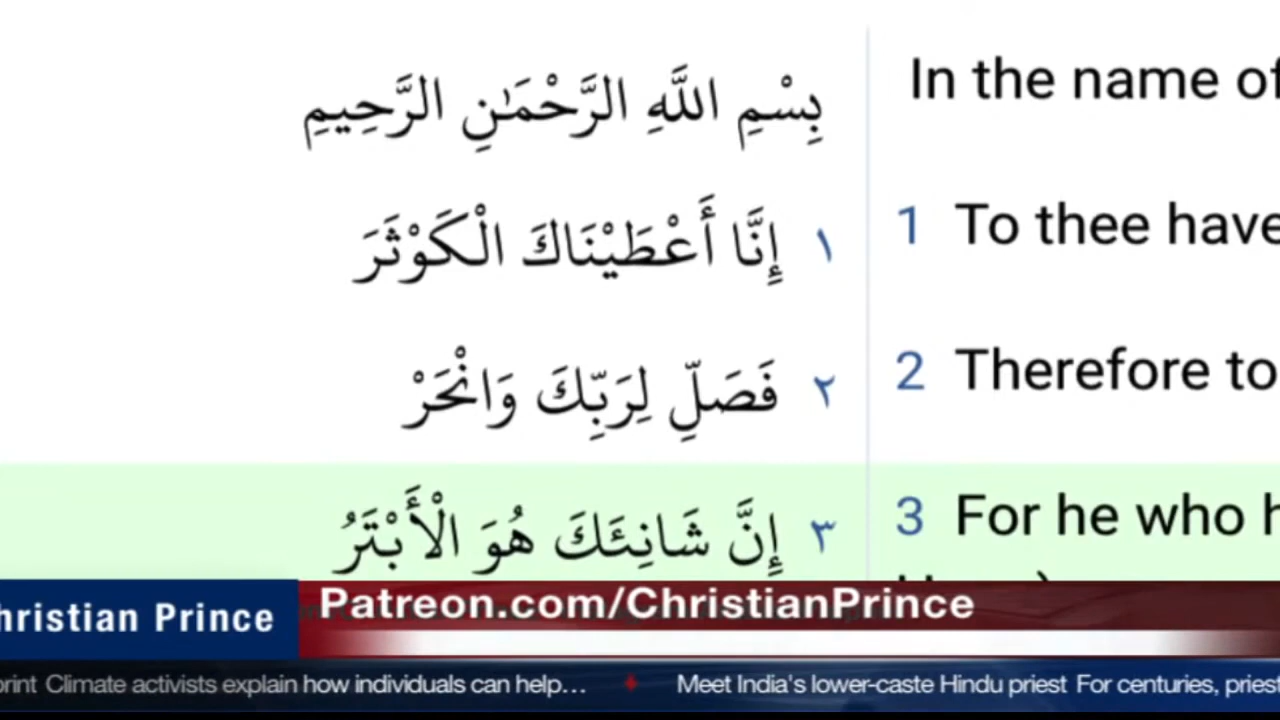 بِسْمِ اللَّهِ الرَّحْمَٰنِ الرَّحِيمِ
In the name of
١ إِنَّا أَعْطَيْنَاكَ الْكَوْثَرَ
1 To thee have
٢ فَصَلِّ لِرَبِّكَ وَانْحَرْ
2 Therefore to
٣ إِنَّ شَانِئَكَ هُوَ الْأَبْتَرُ
3 For he who h
hristian Prince
Patreon.com/ChristianPrince
print Climate activists explain how individuals can help... Meet India's lower-caste Hindu priest For centuries, priest